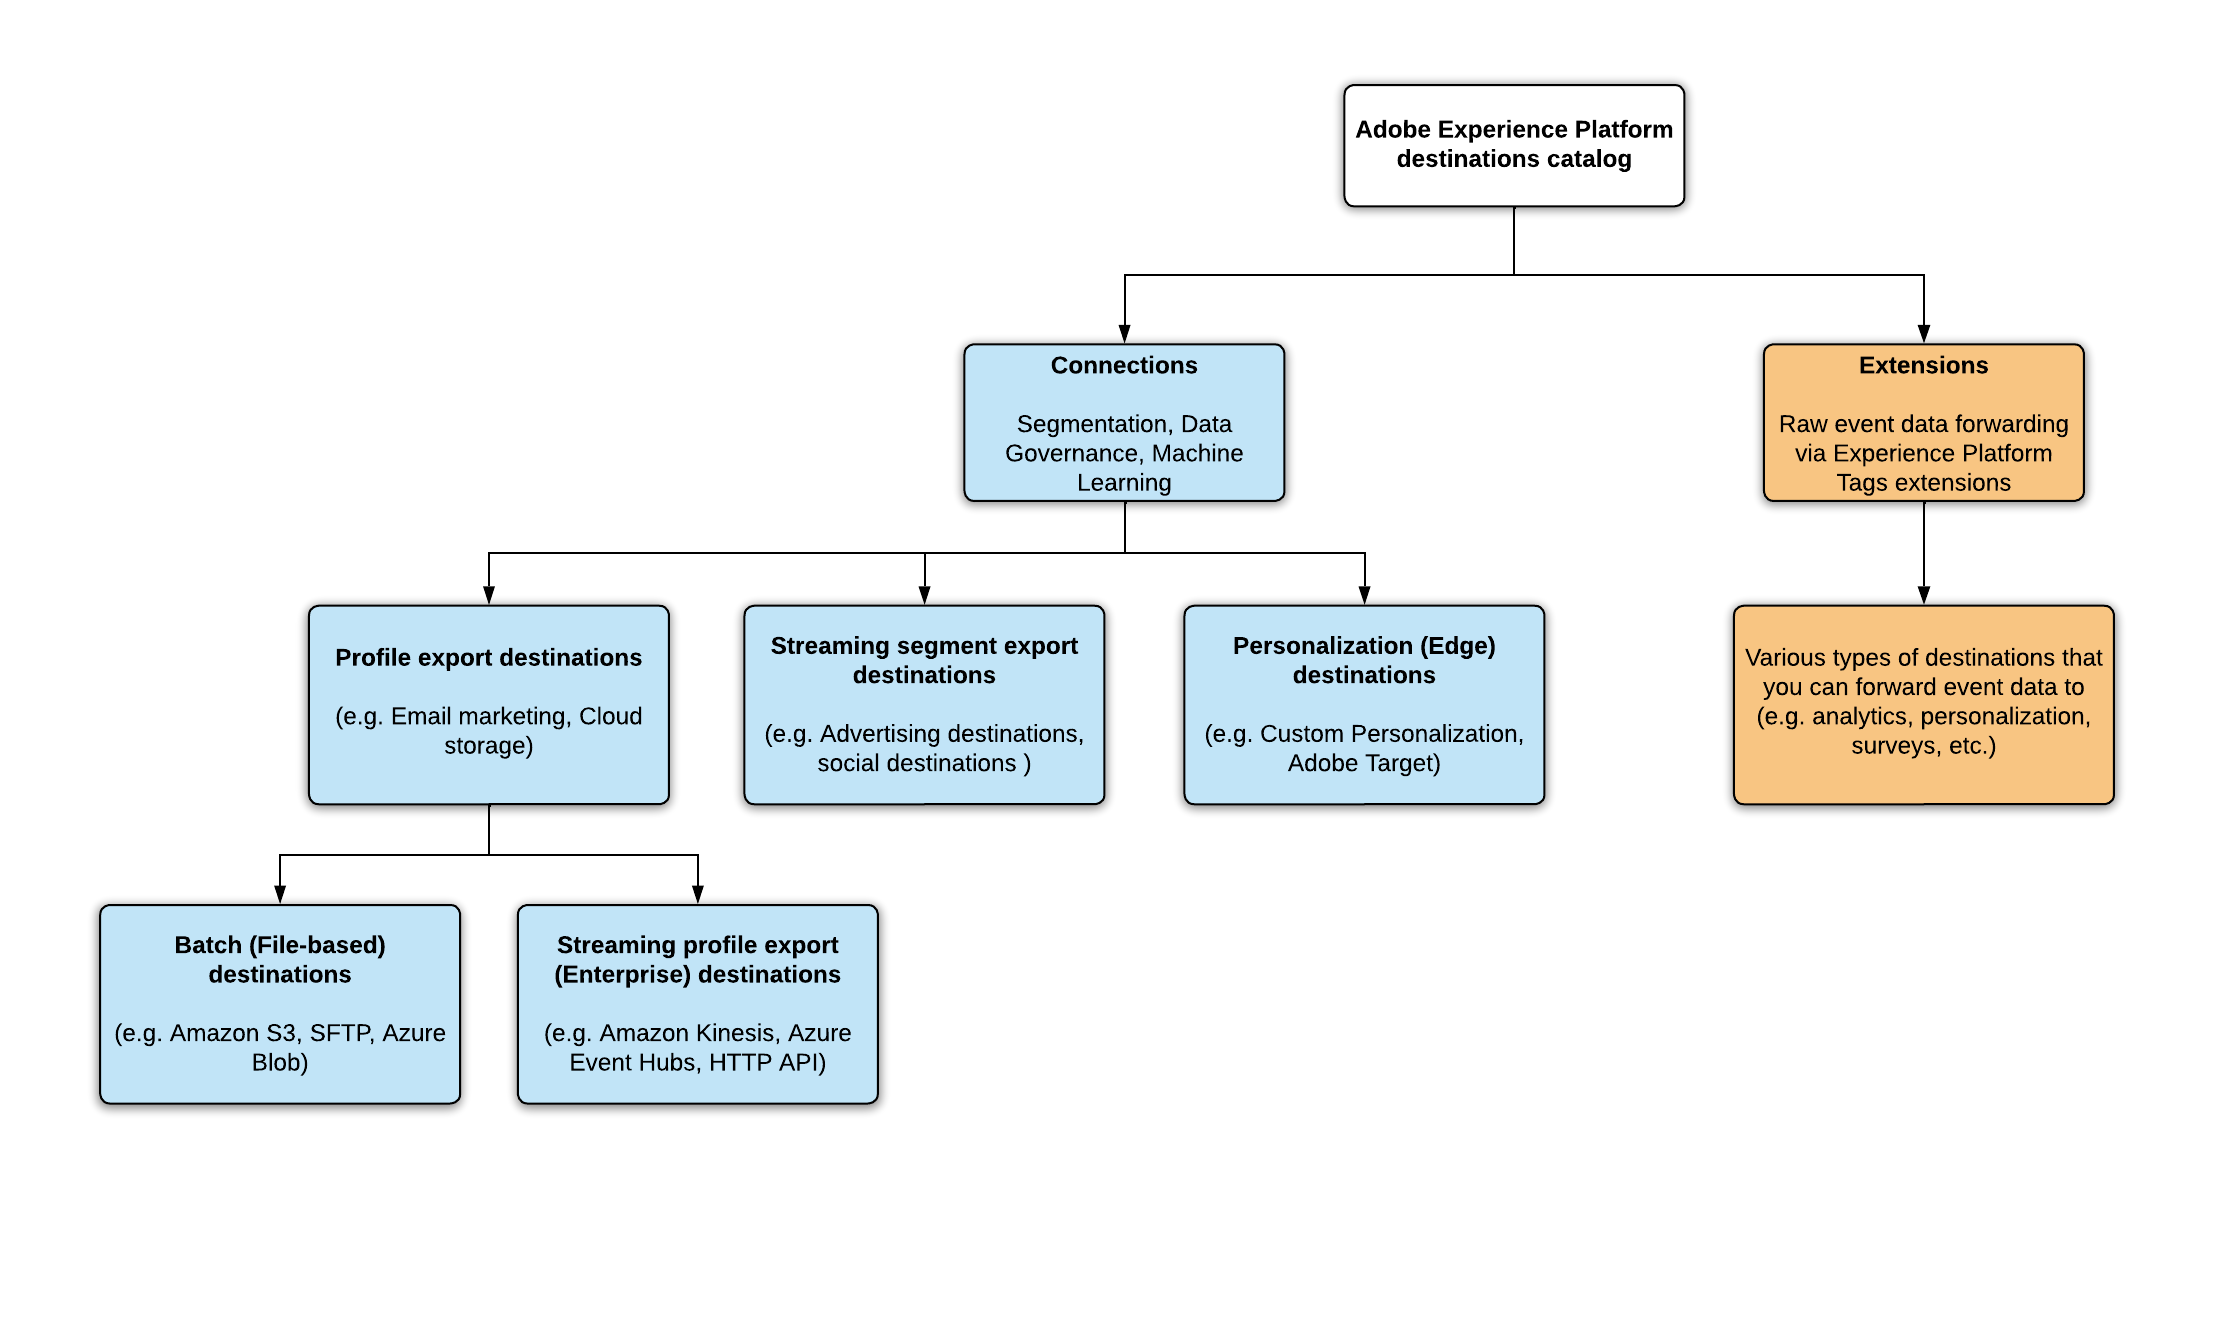 Adobe Experience Platform
destinations catalog
Connections
Segmentation, Data
Governance, Machine
Learning
Extensions
Raw event data forwarding
via Experience Platform
Tags extensions
Profile export destinations
(e.g. Email marketing, Cloud
storage)
Streaming segment export
destinations
(e.g. Advertising destinations,
social destinations )
Personalization (Edge)
destinations
(e.g. Custom Personalization,
Adobe Target)
Various types of destinations that
you can forward event data to
(e.g. analytics, personalization,
surveys, etc.)
Batch (File-based)
destinations
(e.g. Amazon S3, SFTP, Azure
Blob)
Streaming profile export
(Enterprise) destinations
(e.g. Amazon Kinesis, Azure
Event Hubs, HTTP API)